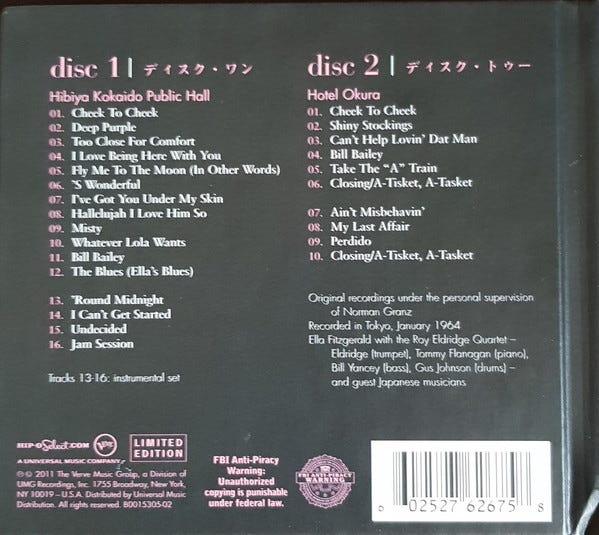 disc 1 | ディスク・ワン
Hibiya Kokaido Public Hall
01. Cheek To Cheek
02. Deep Purple
03. Too Close For Comfort
04. I Love Being Here With You
05. Fly Me To The Moon (In Other Words)
06. 'S Wonderful
07. I've Got You Under My Skin
08. Hallelujah I Love Him So
09. Misty
10. Whatever Lola Wants
11. Bill Bailey
12. The Blues (Ella's Blues)
13. 'Round Midnight
14. I Can't Get Started
15. Undecided
16. Jam Session
Tracks 13-16: instrumental set
disc 2 | ディスク・トゥー
Hotel Okura
01. Cheek To Cheek
02. Shiny Stockings
03. Can't Help Lovin' Dat Man
04. Bill Bailey
05. Take The "A" Train
06. Closing/A-Tisket, A-Tasket
07. Ain't Misbehavin'
08. My Last Affair
09. Perdido
10. Closing/A-Tisket, A-Tasket
Original recordings under the personal supervision
of Norman Granz
Recorded in Tokyo, January 1964
Ella Fitzgerald with the Roy Eldridge Quartet –
Eldridge (trumpet), Tommy Flanagan (piano),
Bill Yancey (bass), Gus Johnson (drums) –
and guest Japanese musicians
HIP-O Select.COM verve
A UNIVERSAL MUSIC COMPANY
LIMITED
EDITION
℗ © 2011 The Verve Music Group, a Division of
UMG Recordings, Inc. 1755 Broadway, New York,
NY 10019 – U.S.A. Distributed by Universal Music
Distribution. All rights reserved. B0015305-02
FBI Anti-Piracy
Warning:
Unauthorized
copying is punishable
under federal law.
FBI ANTI-PIRACY
WARNING
6 02527 62675 8